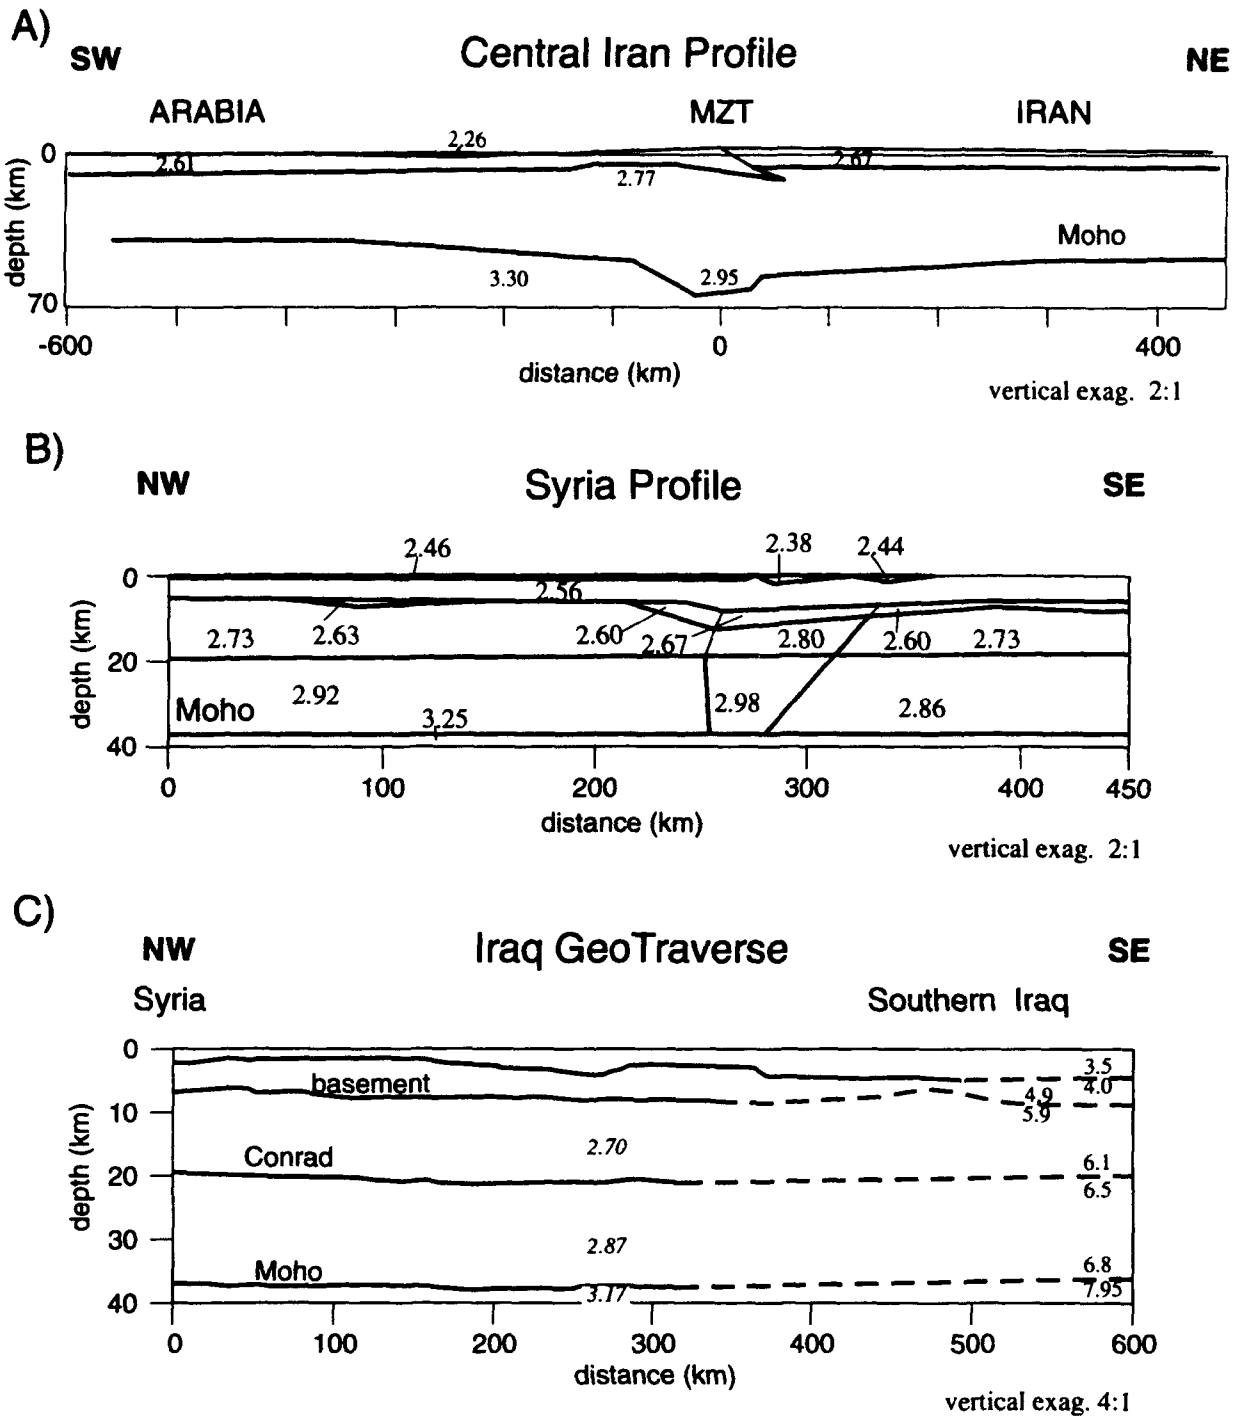 A)
SW Central Iran Profile NE
ARABIA MZT IRAN
2.26
0
2.61 2.67
2.77
depth (km)
Moho
3.30 2.95
70
-600 0 400
distance (km)
vertical exag. 2:1
B)
NW Syria Profile SE
2.46 2.38 2.44
0
2.56
2.73 2.63 2.60 2.67 2.80 2.60 2.73
depth (km)
20
2.92 2.98 2.86
Moho 3.25
40
0 100 200 300 400 450
distance (km)
vertical exag. 2:1
C)
NW Iraq GeoTraverse SE
Syria Southern Iraq
0
3.5
basement 4.0
4.9
10 5.9
2.70
Conrad 6.1
20
6.5
depth (km)
30 2.87
Moho 6.8
3.17 7.95
40
0 100 200 300 400 500 600
distance (km)
vertical exag. 4:1